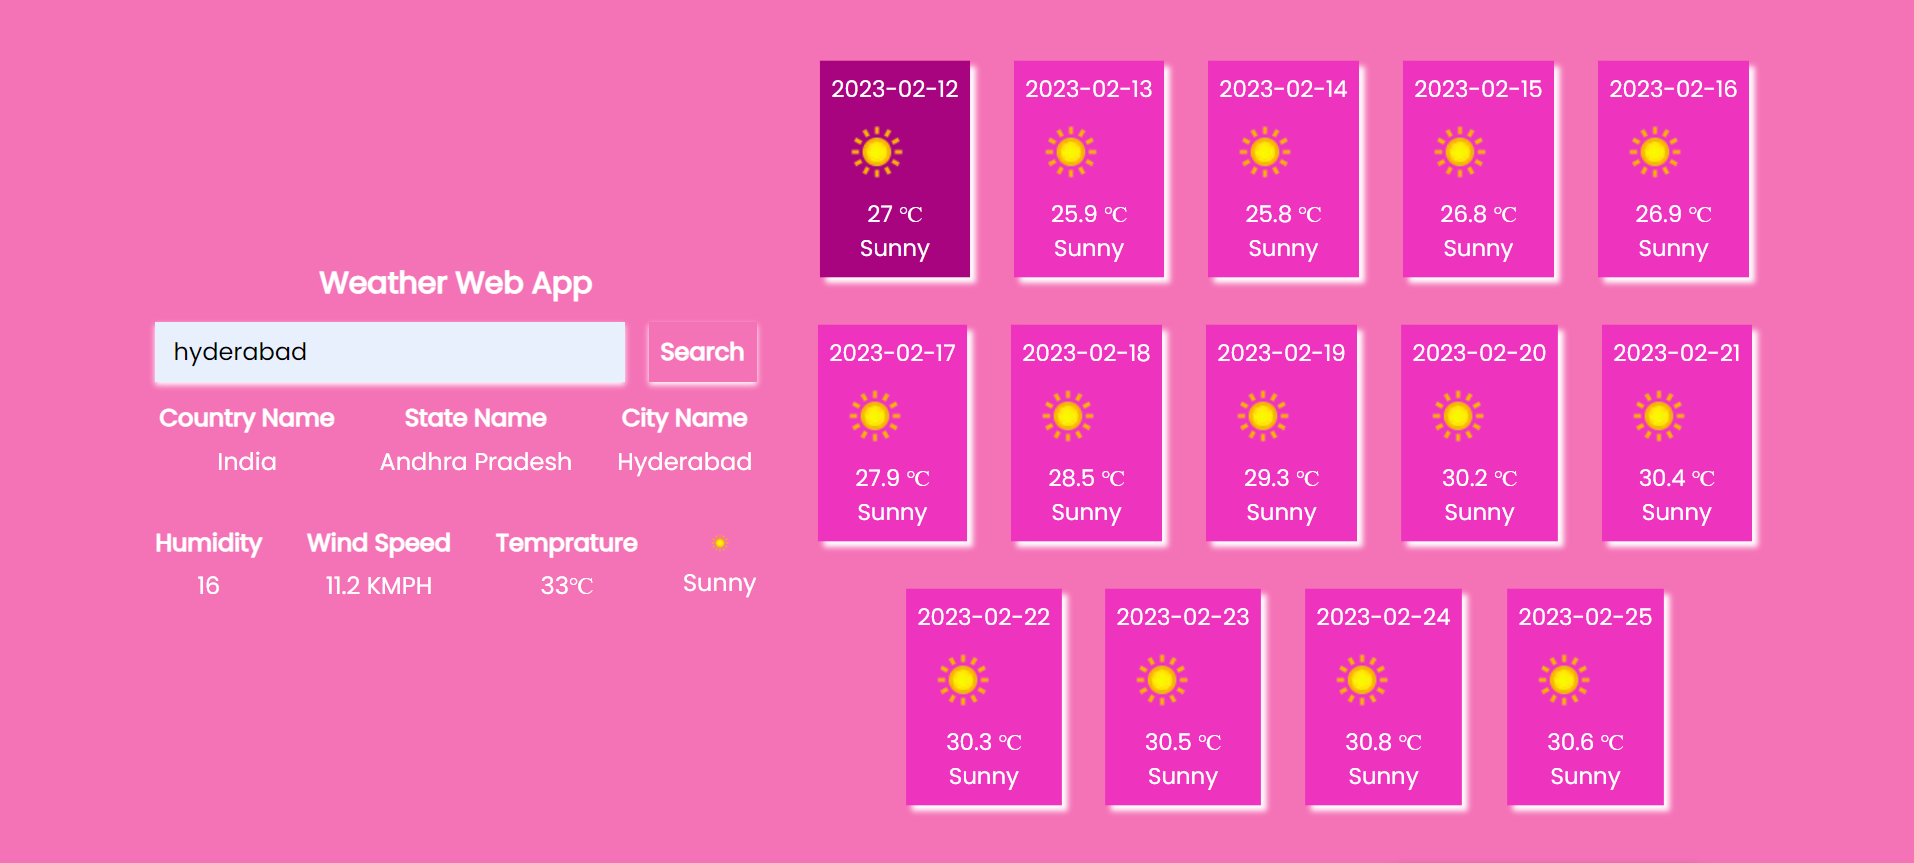 Weather Web App
hyderabad
Search
Country Name State Name City Name
India Andhra Pradesh Hyderabad
Humidity Wind Speed Temprature
16 11.2 KMPH 33℃ Sunny
2023-02-12 2023-02-13 2023-02-14 2023-02-15 2023-02-16
27 ℃ 25.9 ℃ 25.8 ℃ 26.8 ℃ 26.9 ℃
Sunny Sunny Sunny Sunny Sunny
2023-02-17 2023-02-18 2023-02-19 2023-02-20 2023-02-21
27.9 ℃ 28.5 ℃ 29.3 ℃ 30.2 ℃ 30.4 ℃
Sunny Sunny Sunny Sunny Sunny
2023-02-22 2023-02-23 2023-02-24 2023-02-25
30.3 ℃ 30.5 ℃ 30.8 ℃ 30.6 ℃
Sunny Sunny Sunny Sunny